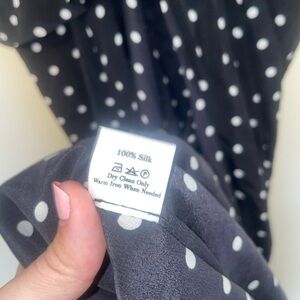 100% Silk
Dry Clean Only
Warm Iron When Needed